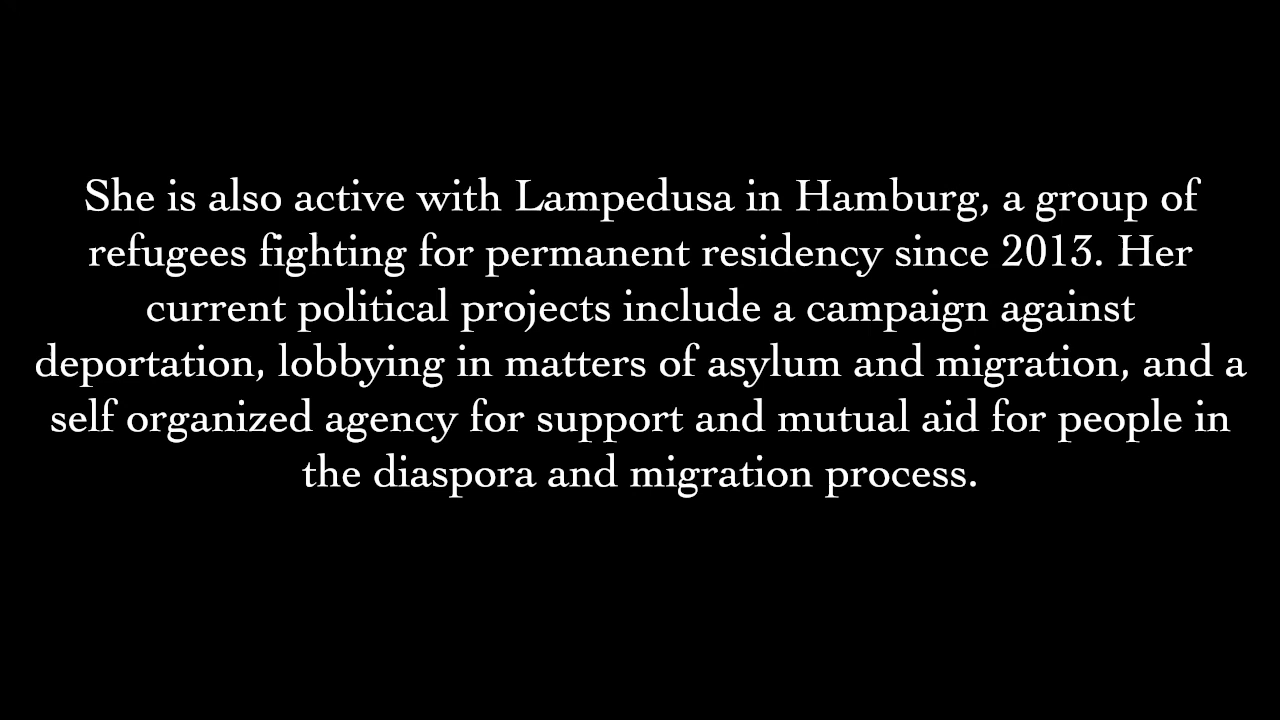 She is also active with Lampedusa in Hamburg, a group of
refugees fighting for permanent residency since 2013. Her
current political projects include a campaign against
deportation, lobbying in matters of asylum and migration, and a
self organized agency for support and mutual aid for people in
the diaspora and migration process.